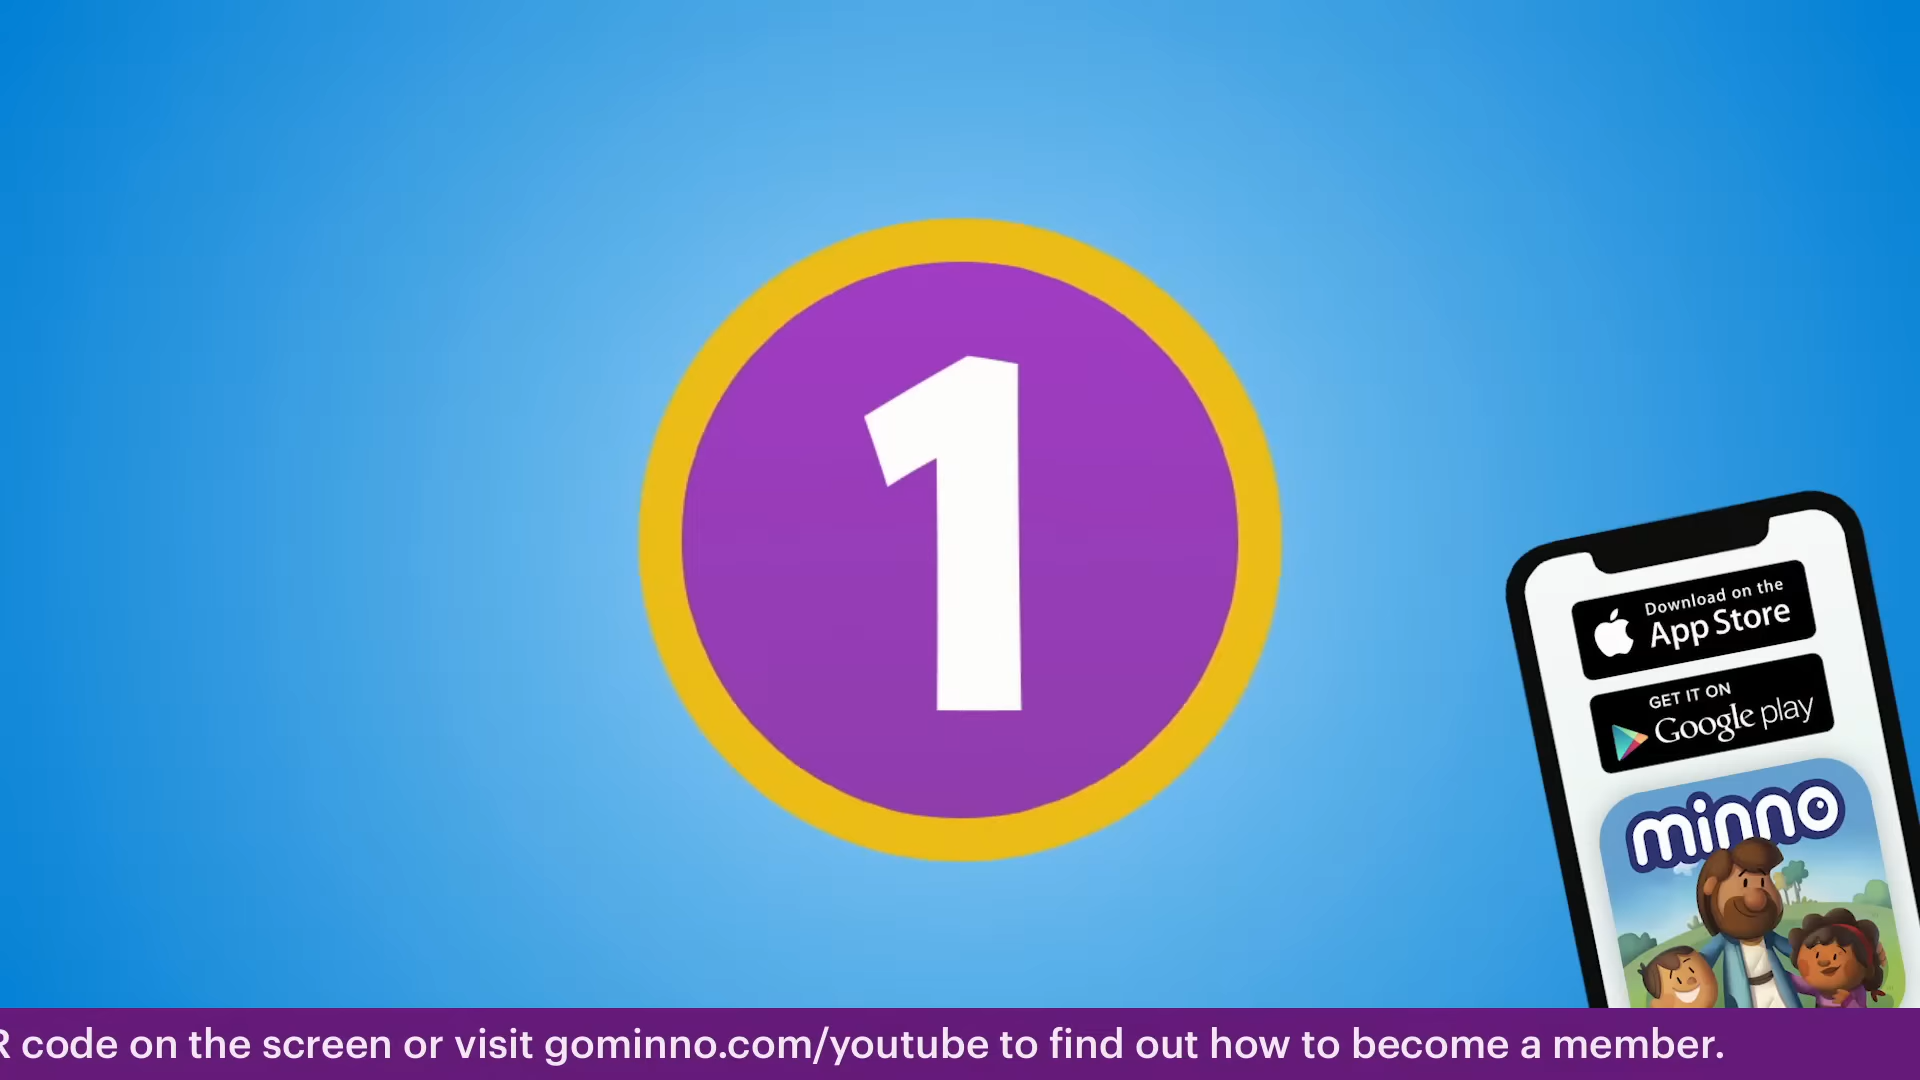 1
Download on the
App Store
GET IT ON
Google play
minno
R code on the screen or visit gominno.com/youtube to find out how to become a member.